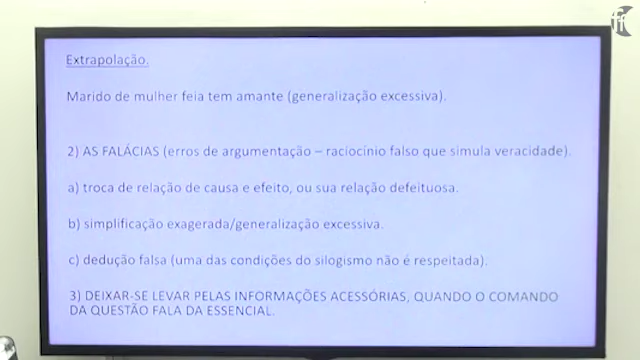 Extrapolação.
Marido de mulher feia tem amante (generalização excessiva).
2) AS FALÁCIAS (erros de argumentação – raciocínio falso que simula veracidade).
a) troca de relação de causa e efeito, ou sua relação defeituosa.
b) simplificação exagerada/generalização excessiva.
c) dedução falsa (uma das condições do silogismo não é respeitada).
3) DEIXAR-SE LEVAR PELAS INFORMAÇÕES ACESSÓRIAS, QUANDO O COMANDO
DA QUESTÃO FALA DA ESSENCIAL.